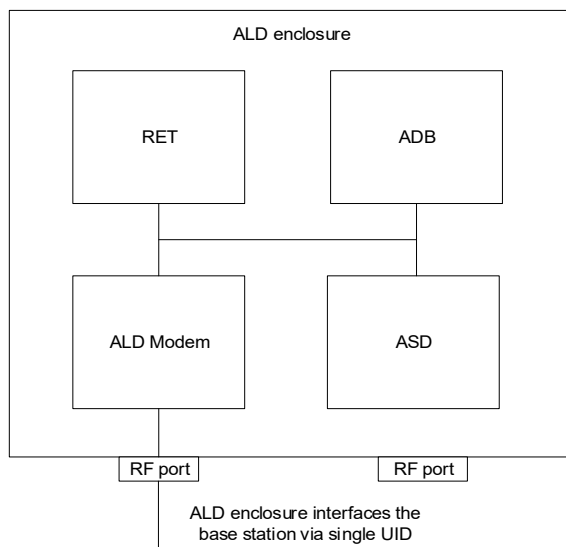 ALD enclosure
RET
ADB
ALD Modem
ASD
RF port
RF port
ALD enclosure interfaces the
base station via single UID